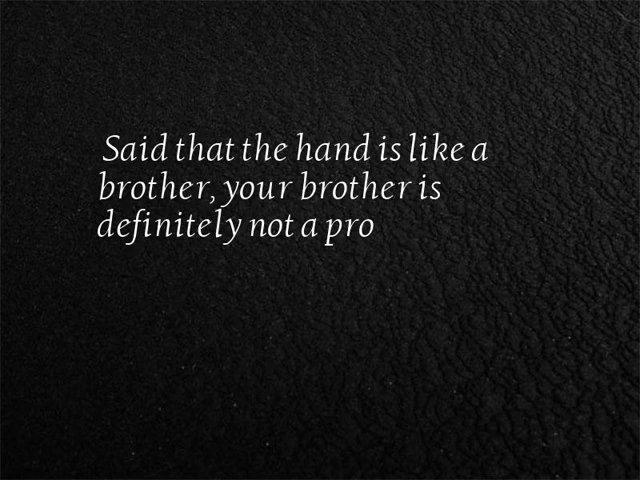 Said that the hand is like a
brother, your brother is
definitely not a pro